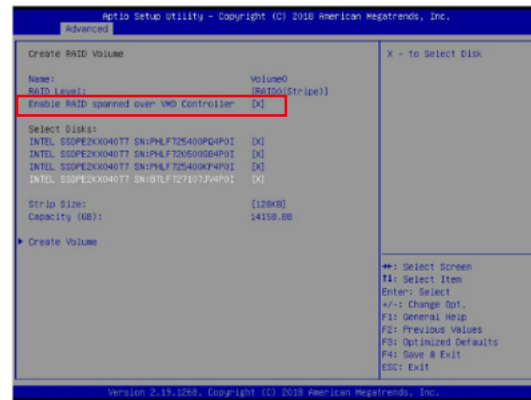 Aptio Setup Utility - Copyright (C) 2018 American Megatrends, Inc.
Advanced
Create RAID Volume
Name: Volume0
RAID Level: [RAID0(Stripe)]
Enable RAID spanned over VMD Controller [X]
Select Disks:
INTEL SSDPE2KX040T7 SN:PHLF725400PQ4P0I [X]
INTEL SSDPE2KX040T7 SN:PHLF720500S84P0I [X]
INTEL SSDPE2KX040T7 SN:PHLF725400KP4P0I [X]
INTEL SSDPE2KX040T7 SN:BTLF727107JV4P0I [X]
Strip Size: [128KB]
Capacity (GB): 14158.08
Create Volume
X - to Select Disk
→←: Select Screen
↑↓: Select Item
Enter: Select
+/-: Change Opt.
F1: General Help
F2: Previous Values
F3: Optimized Defaults
F4: Save & Exit
ESC: Exit
Version 2.19.1268. Copyright (C) 2018 American Megatrends, Inc.